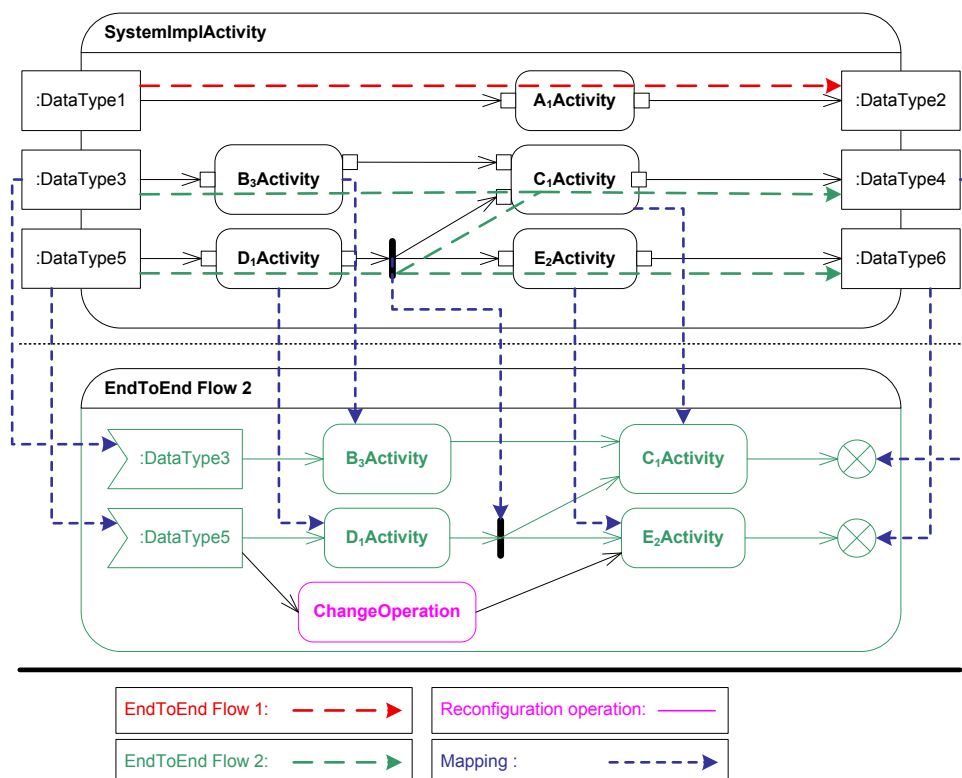 SystemImplActivity
:DataType1
A₁Activity
:DataType2
:DataType3
B₃Activity
C₁Activity
:DataType4
:DataType5
D₁Activity
E₂Activity
:DataType6
EndToEnd Flow 2
:DataType3
B₃Activity
C₁Activity
:DataType5
D₁Activity
E₂Activity
ChangeOperation
EndToEnd Flow 1:
Reconfiguration operation:
EndToEnd Flow 2:
Mapping :